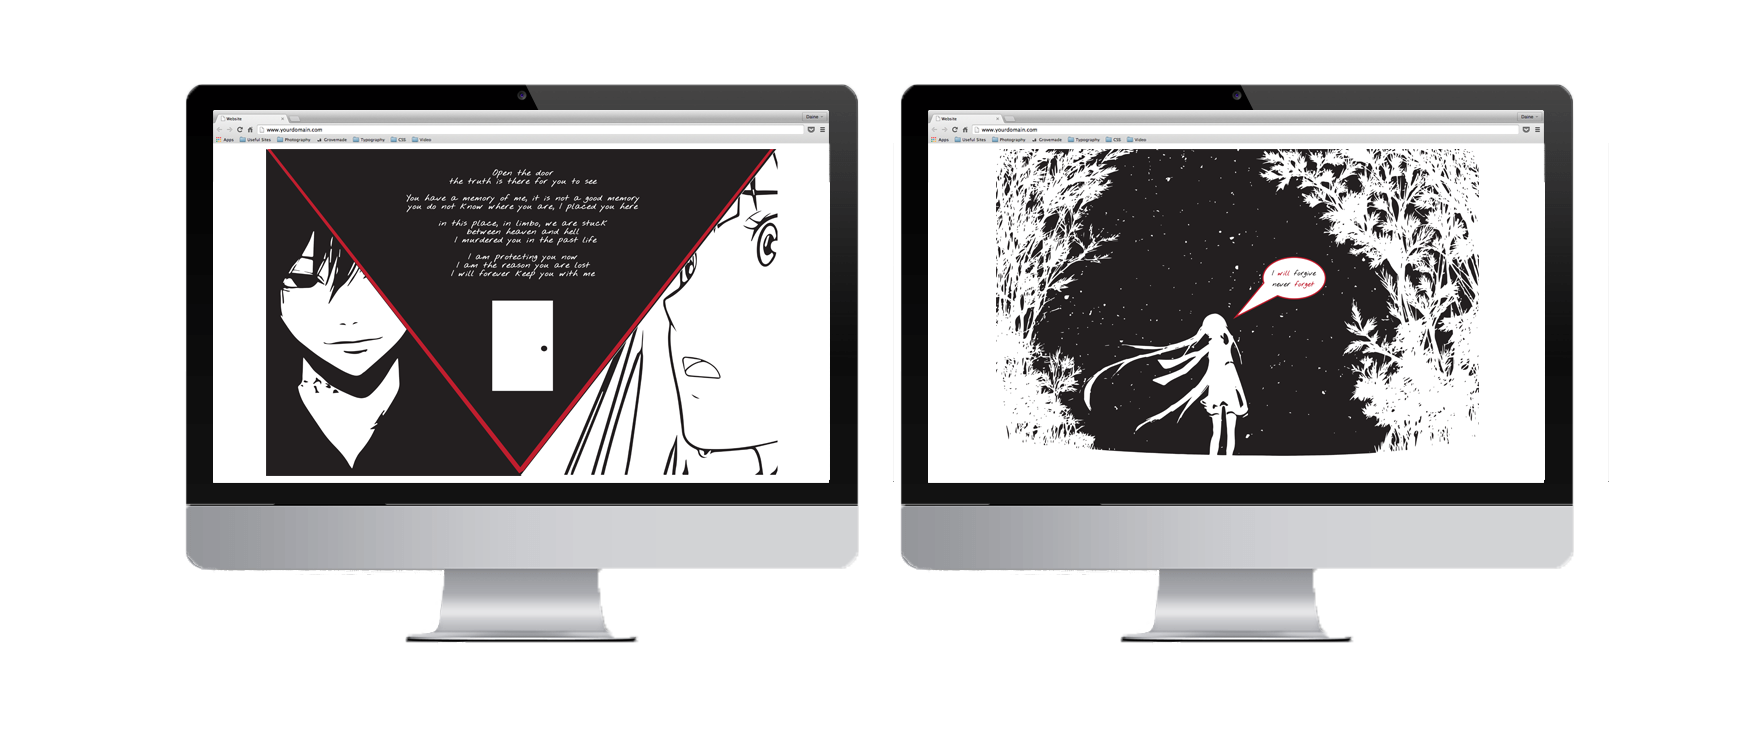 Website
Daine
www.yourdomain.com
Apps Useful Sites Photography Grovemade Typography CSS Video
Open the door
the truth is there for you to see
You have a memory of me, it is not a good memory
you do not know where you are, I placed you here
in this place, in limbo, we are stuck
between heaven and hell
I murdered you in the past life
I am protecting you now
I am the reason you are lost
I will forever keep you with me
Website
Daine
www.yourdomain.com
Apps Useful Sites Photography Grovemade Typography CSS Video
I will forgive
never forget